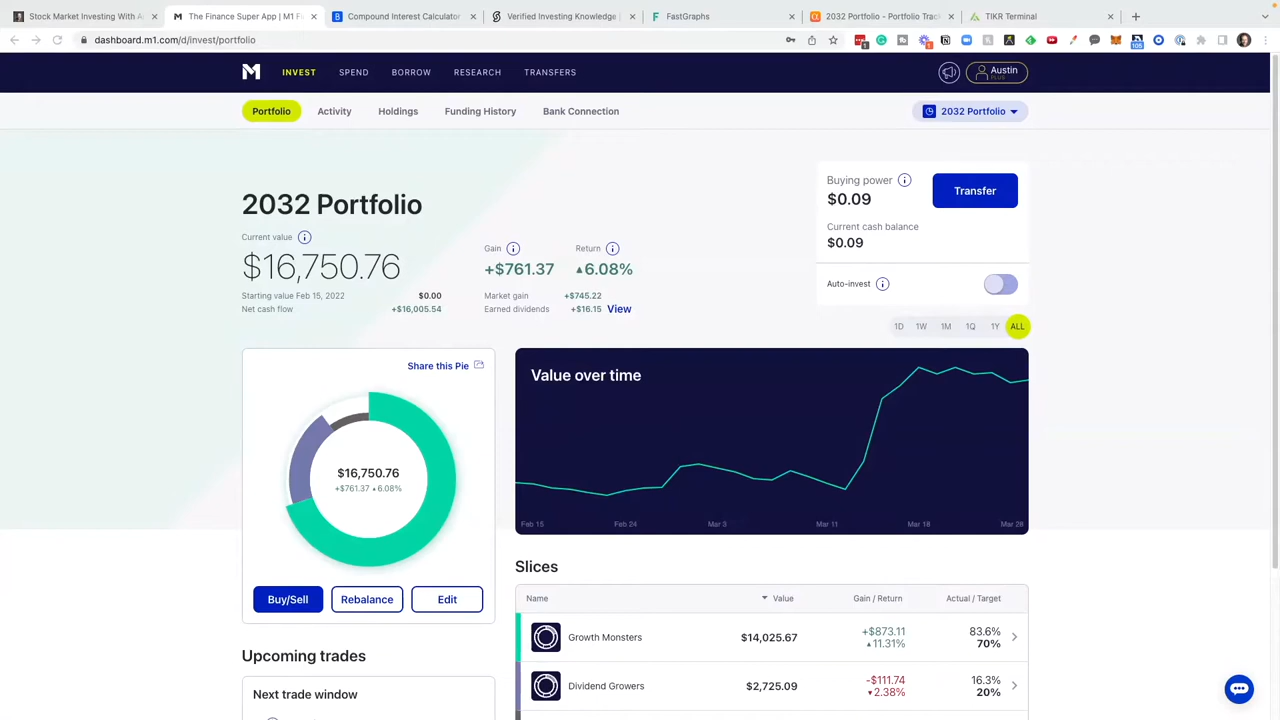 Stock Market Investing With A
The Finance Super App | M1 Fi
Compound Interest Calculator
Verified Investing Knowledge |
FastGraphs
2032 Portfolio - Portfolio Trac
TIKR Terminal
dashboard.m1.com/d/invest/portfolio
1
1
105
INVEST
SPEND
BORROW
RESEARCH
TRANSFERS
Austin
PLUS
Portfolio
Activity
Holdings
Funding History
Bank Connection
2032 Portfolio
2032 Portfolio
Current value
$16,750.76
Starting value Feb 15, 2022 $0.00
Net cash flow +$16,005.54
Gain
+$761.37
Return
▲6.08%
Market gain +$745.22
Earned dividends +$16.15 View
Buying power
$0.09
Transfer
Current cash balance
$0.09
Auto-invest
1D 1W 1M 1Q 1Y ALL
Share this Pie
$16,750.76
+$761.37 ▲6.08%
Buy/Sell
Rebalance
Edit
Value over time
Feb 15 Feb 24 Mar 3 Mar 11 Mar 18 Mar 28
Slices
Name Value Gain / Return Actual / Target
Growth Monsters $14,025.67 +$873.11 83.6%
▲11.31% 70%
Dividend Growers $2,725.09 -$111.74 16.3%
▼2.38% 20%
Upcoming trades
Next trade window